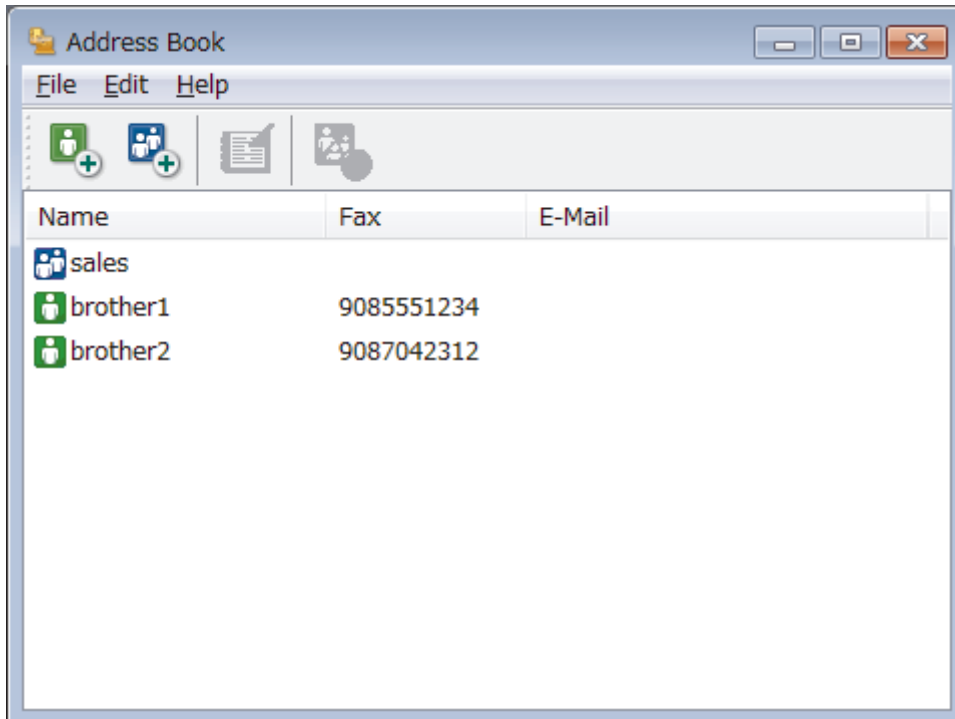 Address Book
File Edit Help
Name Fax E-Mail
sales
brother1 9085551234
brother2 9087042312